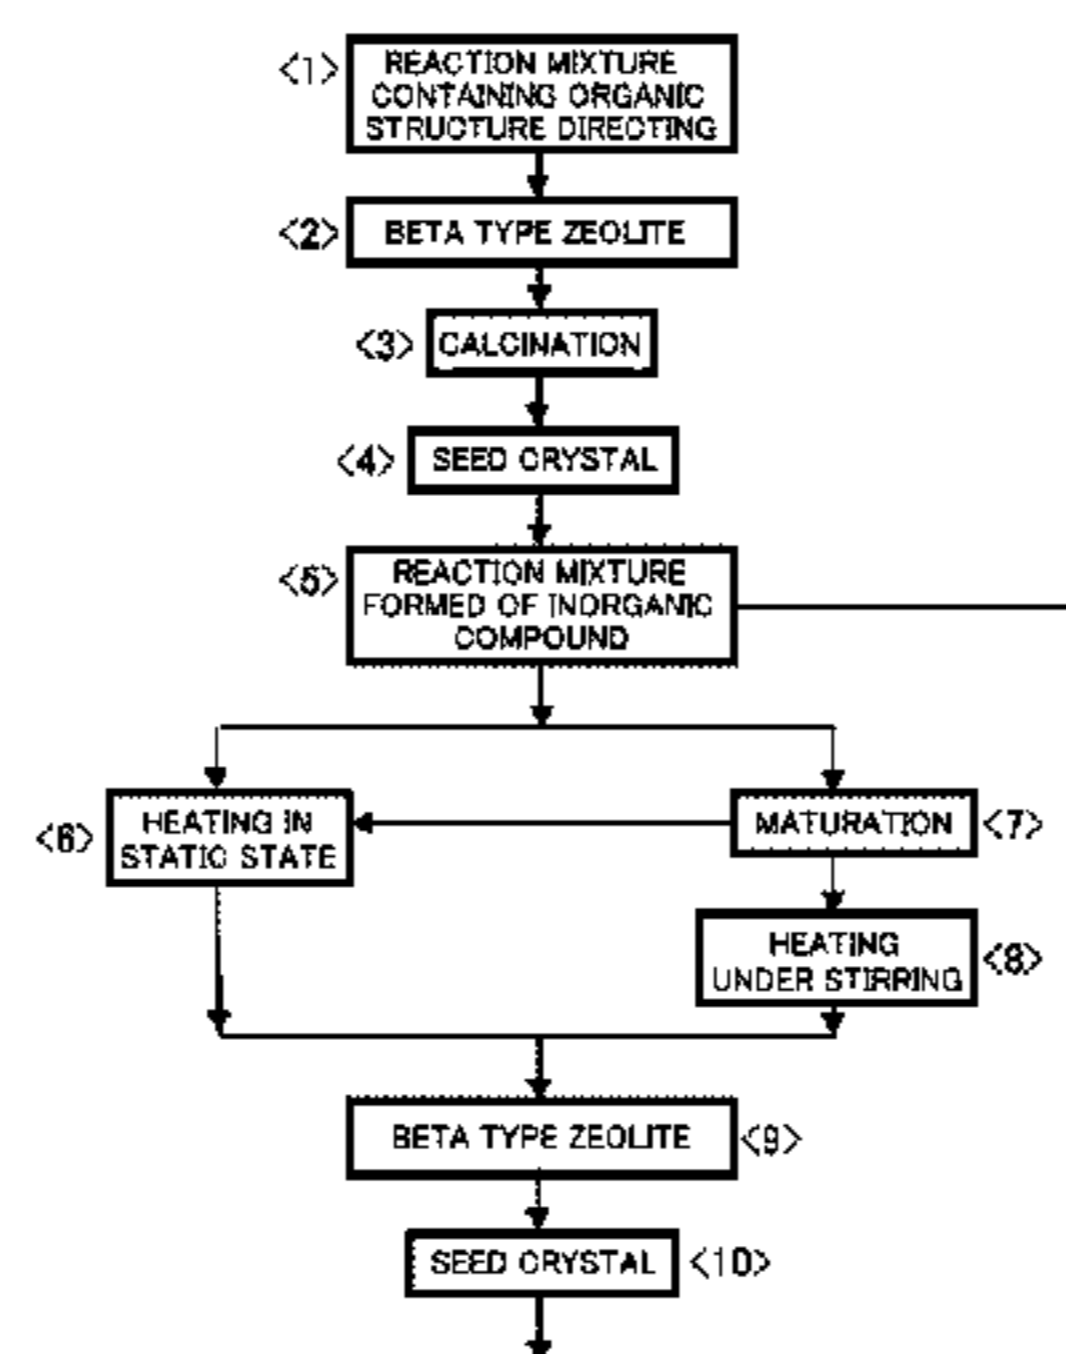 <1>
REACTION MIXTURE
CONTAINING ORGANIC
STRUCTURE DIRECTING
<2>
BETA TYPE ZEOLITE
<3>
CALCINATION
<4>
SEED CRYSTAL
<5>
REACTION MIXTURE
FORMED OF INORGANIC
COMPOUND
<6>
HEATING IN
STATIC STATE
MATURATION
<7>
HEATING
UNDER STIRRING
<8>
BETA TYPE ZEOLITE
<9>
SEED CRYSTAL
<10>